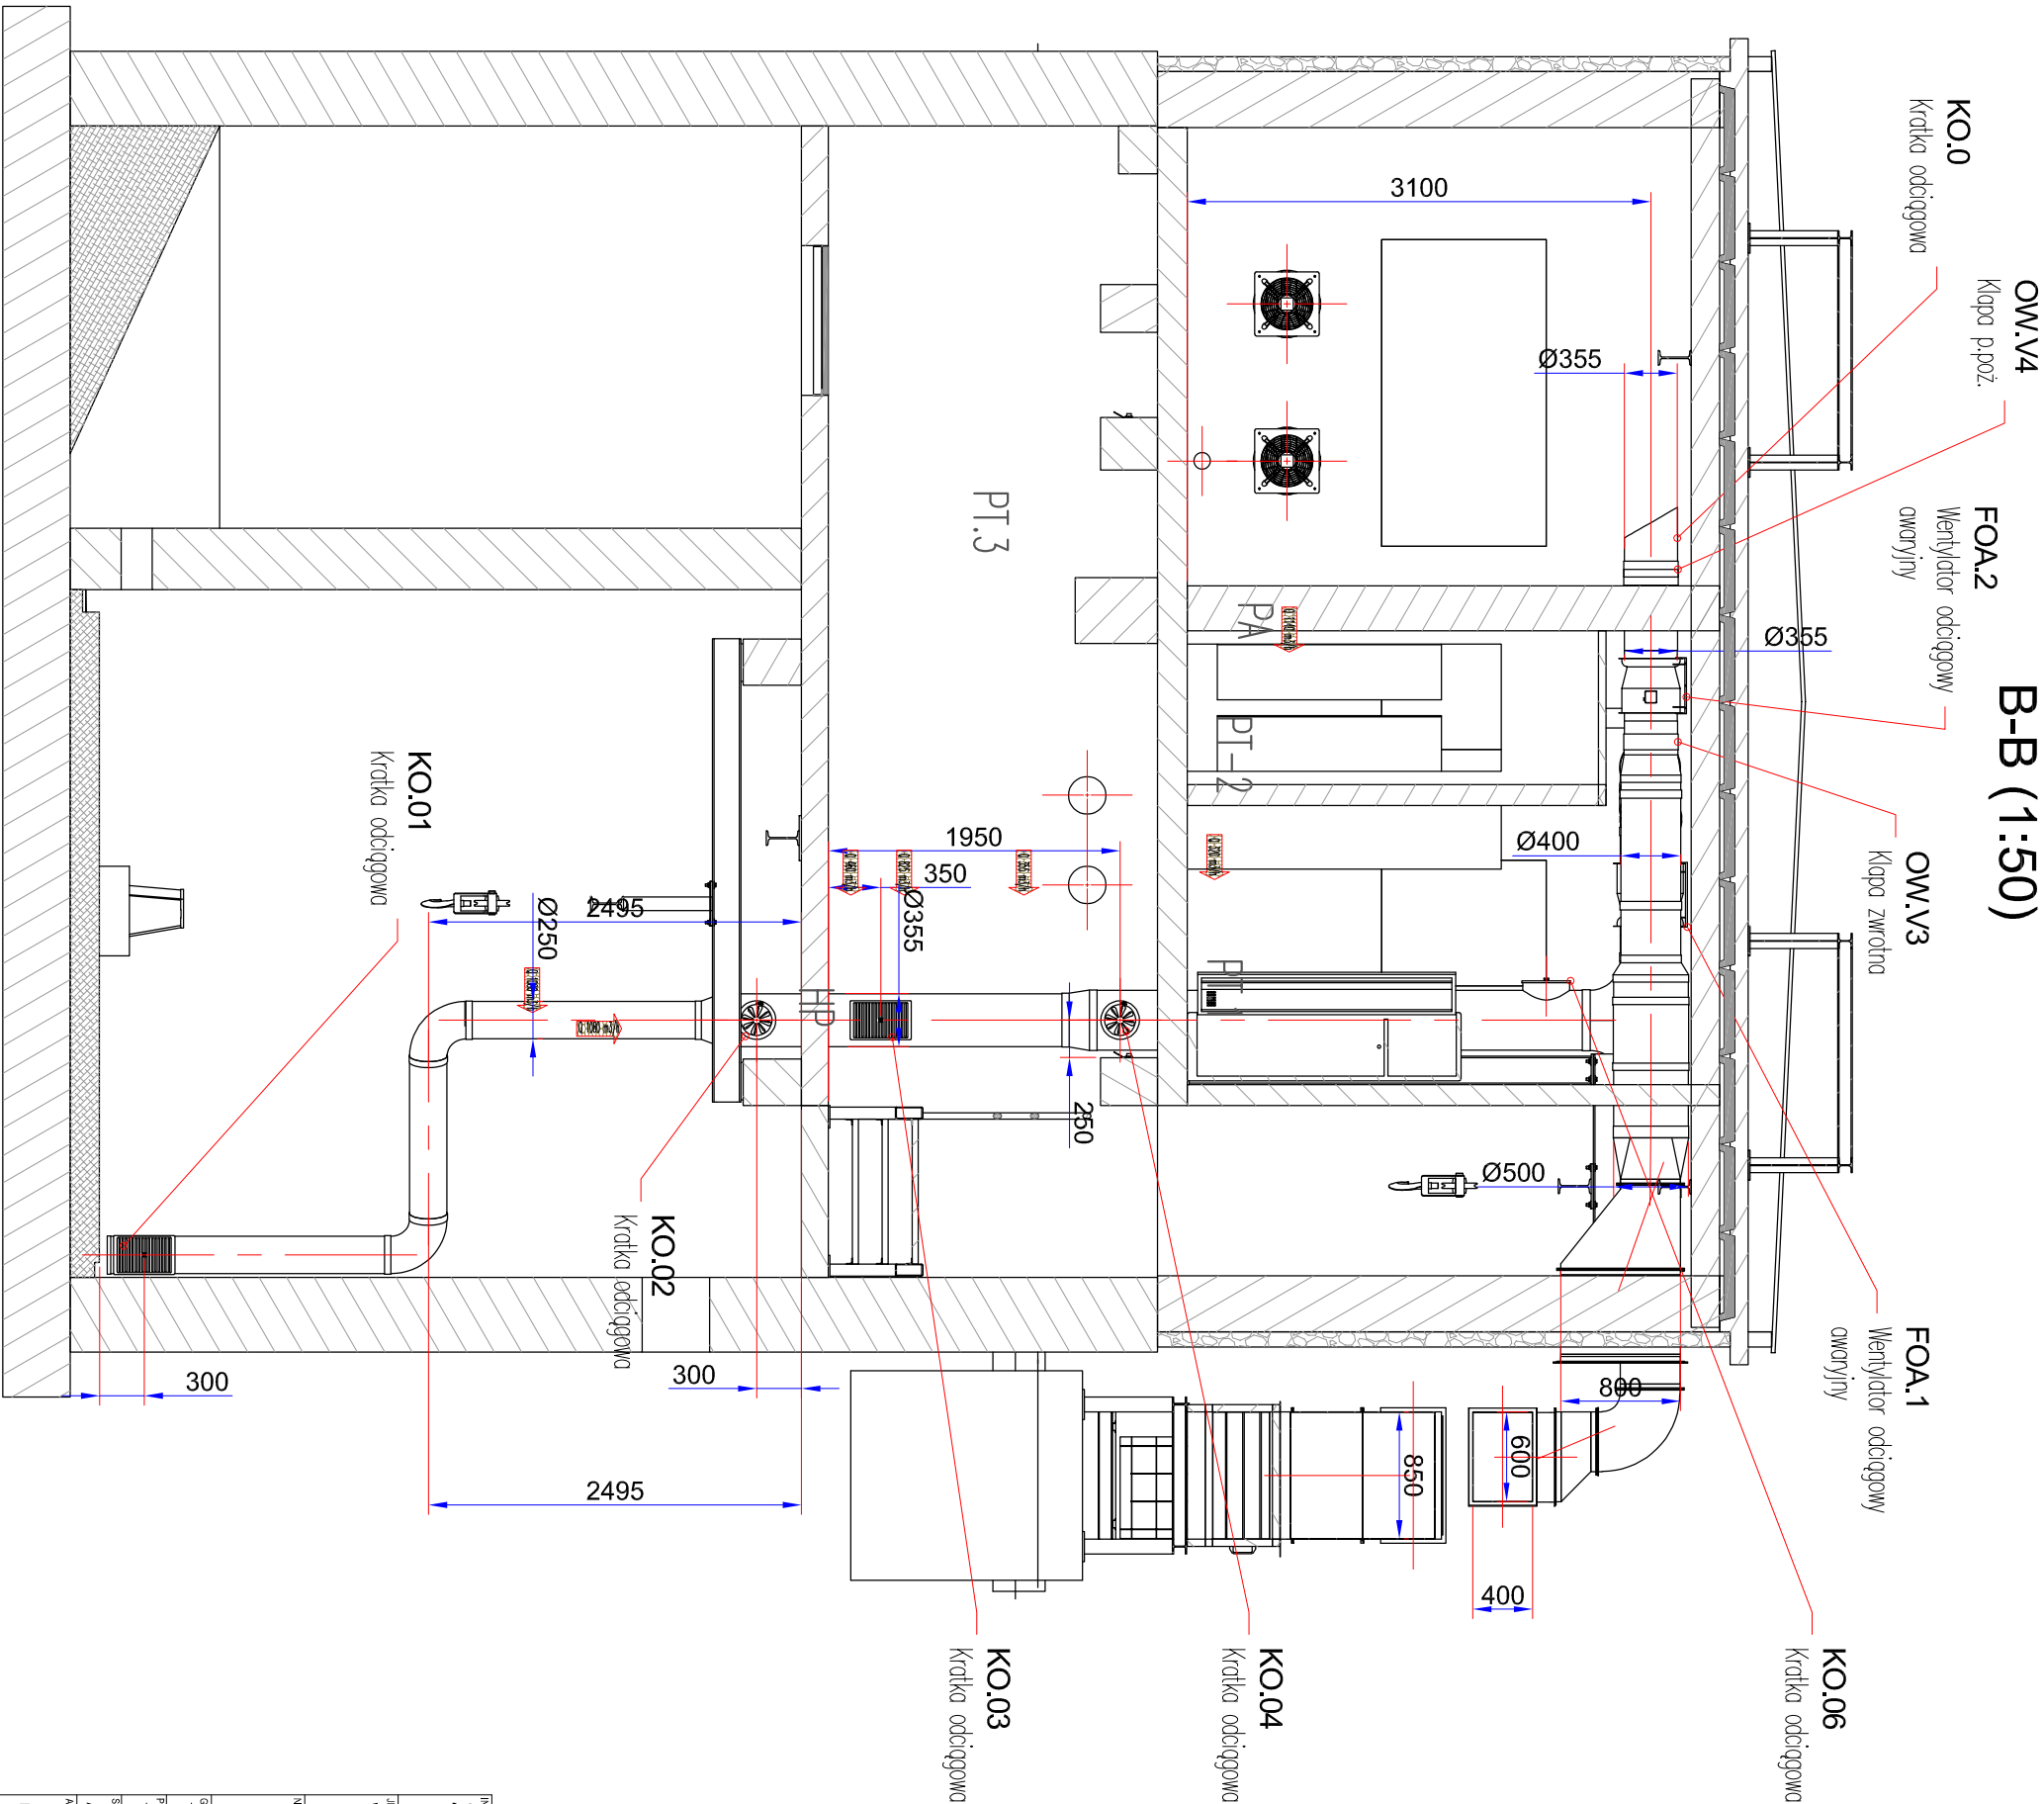 B-B (1:50)
KO.0
Kratka odciągowa
OW.V4
Klapa p.poż.
FOA.2
Wentylator odciągowy
awaryjny
OW.V3
Klapa zwrotna
FOA.1
Wentylator odciągowy
awaryjny
KO.06
Kratka odciągowa
KO.04
Kratka odciągowa
KO.03
Kratka odciągowa
KO.02
Kratka odciągowa
KO.01
Kratka odciągowa
3100
Ø355
Ø355
Ø400
Ø500
PA
PT-2
PT.3
HP
1950
350
Ø355
250
2495
Ø250
300
300
2495
800
600
850
400